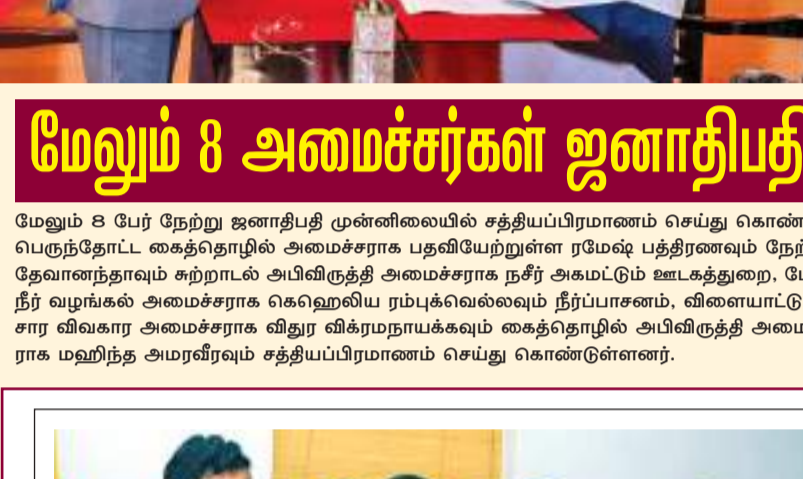 மேலும் 8 அமைச்சர்கள் ஜனாதிபதி
மேலும் 8 பேர் நேற்று ஜனாதிபதி முன்னிலையில் சத்தியப்பிரமாணம் செய்து
பெருந்தோட்ட கைத்தொழில் அமைச்சராக பதவியேற்றுள்ள ரமேஷ் பத்திரணவும்
தேவானந்தாவும் சுற்றாடல் அபிவிருத்தி அமைச்சராக நசீர் அகமட்டும் ஊடகத்துறை,
நீர் வழங்கல் அமைச்சராக கெஹெலிய ரம்புக்வெல்லவும் நீர்ப்பாசனம்,
சார விவகார அமைச்சராக விதுர விக்ரமநாயக்கவும் கைத்தொழில் அபிவிருத்தி
ராக மஹிந்த அமரவீரவும் சத்தியப்பிரமாணம் செய்து கொண்டுள்ளனர்.